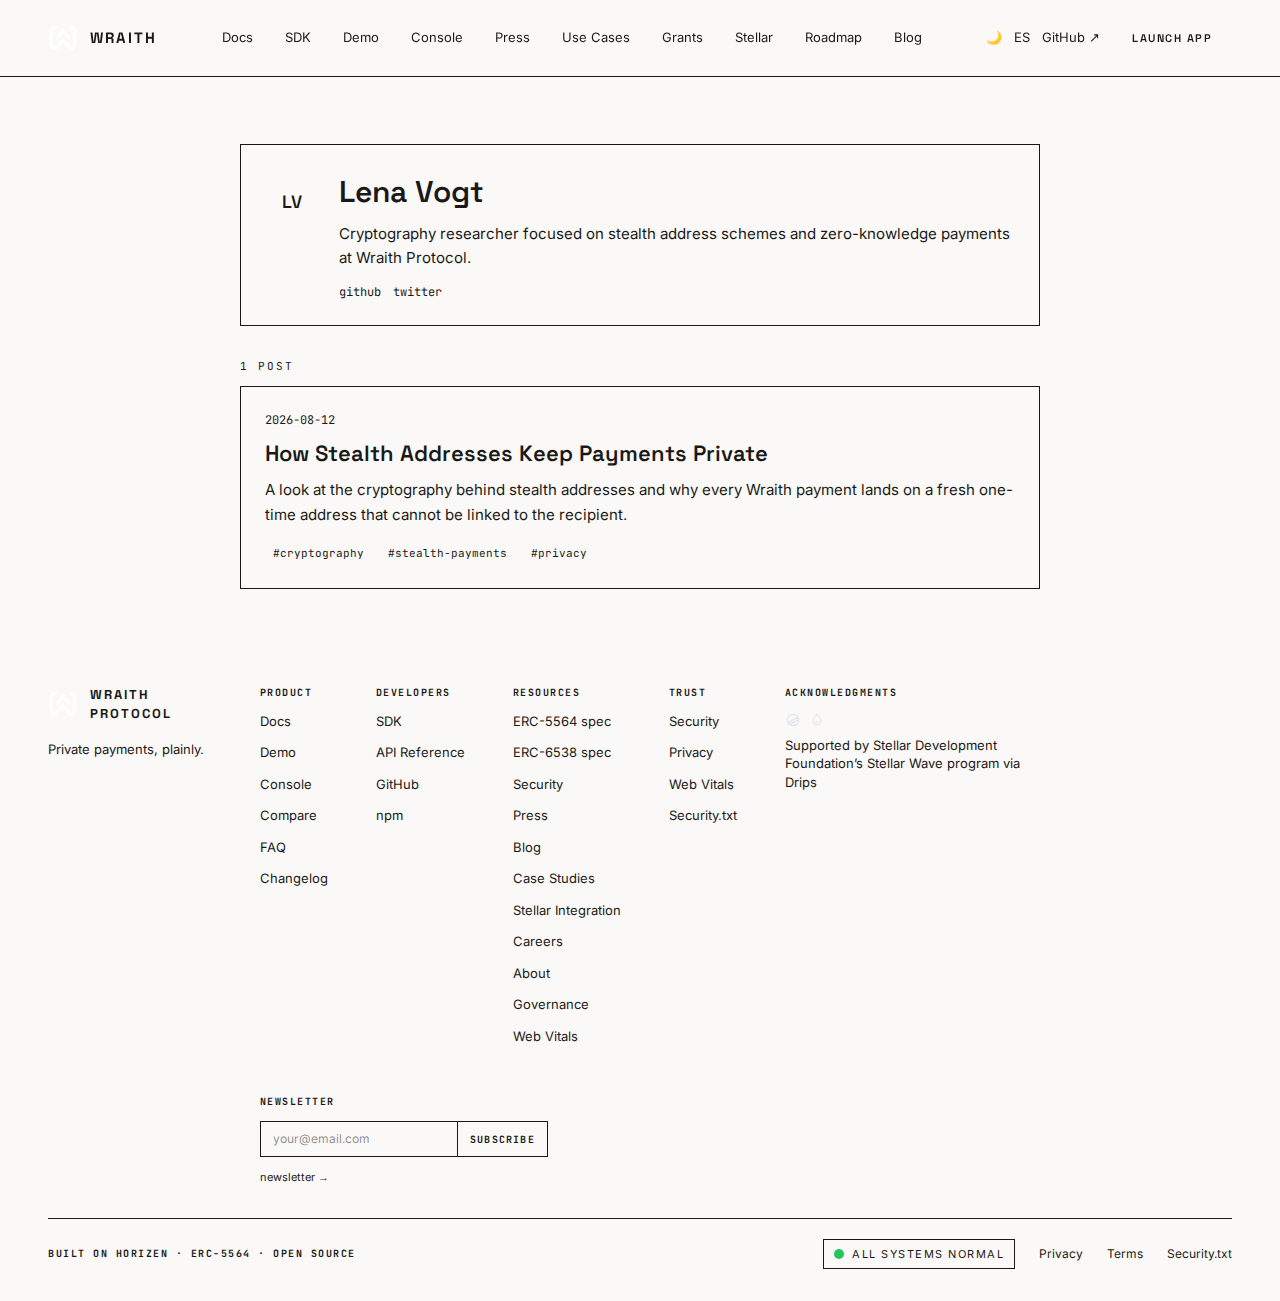 WRAITH
Docs SDK Demo Console Press Use Cases Grants Stellar Roadmap Blog
ES GitHub ↗ LAUNCH APP
LV
Lena Vogt
Cryptography researcher focused on stealth address schemes and zero-knowledge payments
at Wraith Protocol.
github twitter
1 POST
2026-08-12
How Stealth Addresses Keep Payments Private
A look at the cryptography behind stealth addresses and why every Wraith payment lands on a fresh one-
time address that cannot be linked to the recipient.
#cryptography #stealth-payments #privacy
WRAITH
PROTOCOL
Private payments, plainly.
PRODUCT
Docs
Demo
Console
Compare
FAQ
Changelog
DEVELOPERS
SDK
API Reference
GitHub
npm
RESOURCES
ERC-5564 spec
ERC-6538 spec
Security
Press
Blog
Case Studies
Stellar Integration
Careers
About
Governance
Web Vitals
TRUST
Security
Privacy
Web Vitals
Security.txt
ACKNOWLEDGMENTS
Supported by Stellar Development
Foundation’s Stellar Wave program via
Drips
NEWSLETTER
your@email.com SUBSCRIBE
newsletter →
BUILT ON HORIZEN · ERC-5564 · OPEN SOURCE
ALL SYSTEMS NORMAL Privacy Terms Security.txt